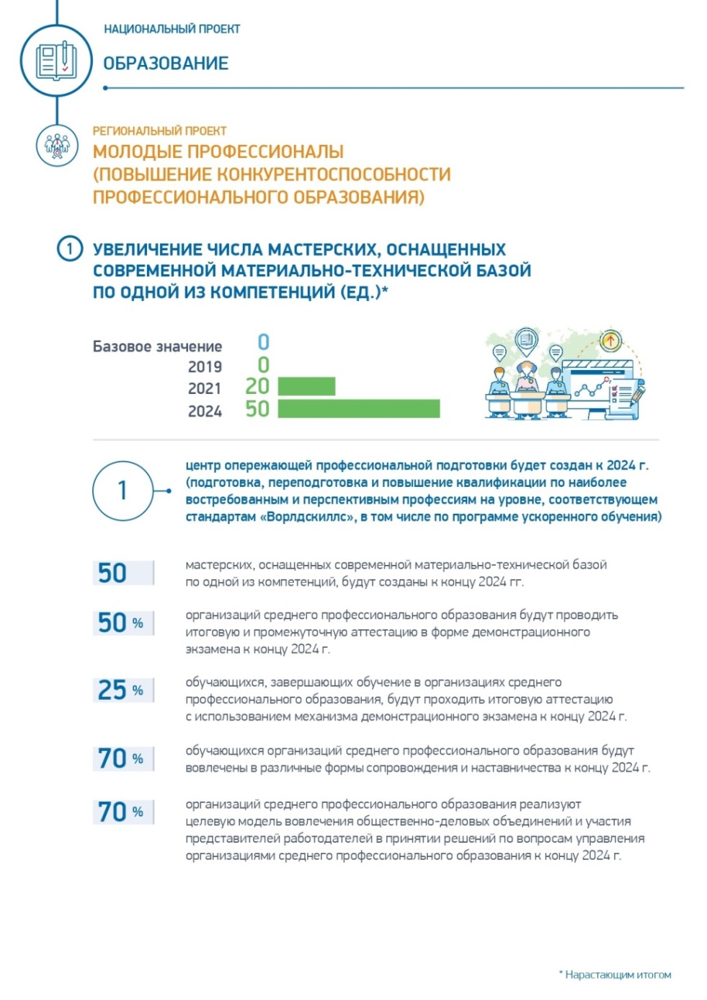 НАЦИОНАЛЬНЫЙ ПРОЕКТ
ОБРАЗОВАНИЕ
РЕГИОНАЛЬНЫЙ ПРОЕКТ
МОЛОДЫЕ ПРОФЕССИОНАЛЫ
(ПОВЫШЕНИЕ КОНКУРЕНТОСПОСОБНОСТИ
ПРОФЕССИОНАЛЬНОГО ОБРАЗОВАНИЯ)
1 УВЕЛИЧЕНИЕ ЧИСЛА МАСТЕРСКИХ, ОСНАЩЕННЫХ
СОВРЕМЕННОЙ МАТЕРИАЛЬНО-ТЕХНИЧЕСКОЙ БАЗОЙ
ПО ОДНОЙ ИЗ КОМПЕТЕНЦИЙ (ЕД.)*
Базовое значение 0
2019 0
2021 20
2024 50
1
центр опережающей профессиональной подготовки будет создан к 2024 г.
(подготовка, переподготовка и повышение квалификации по наиболее
востребованным и перспективным профессиям на уровне, соответствующем
стандартам «Ворлдскиллс», в том числе по программе ускоренного обучения)
50
мастерских, оснащенных современной материально-технической базой
по одной из компетенций, будут созданы к концу 2024 гг.
50 %
организаций среднего профессионального образования будут проводить
итоговую и промежуточную аттестацию в форме демонстрационного
экзамена к концу 2024 г.
25 %
обучающихся, завершающих обучение в организациях среднего
профессионального образования, будут проходить итоговую аттестацию
с использованием механизма демонстрационного экзамена к концу 2024 г.
70 %
обучающихся организаций среднего профессионального образования будут
вовлечены в различные формы сопровождения и наставничества к концу 2024 г.
70 %
организаций среднего профессионального образования реализуют
целевую модель вовлечения общественно-деловых объединений и участия
представителей работодателей в принятии решений по вопросам управления
организациями среднего профессионального образования к концу 2024 г.
* Нарастающим итогом